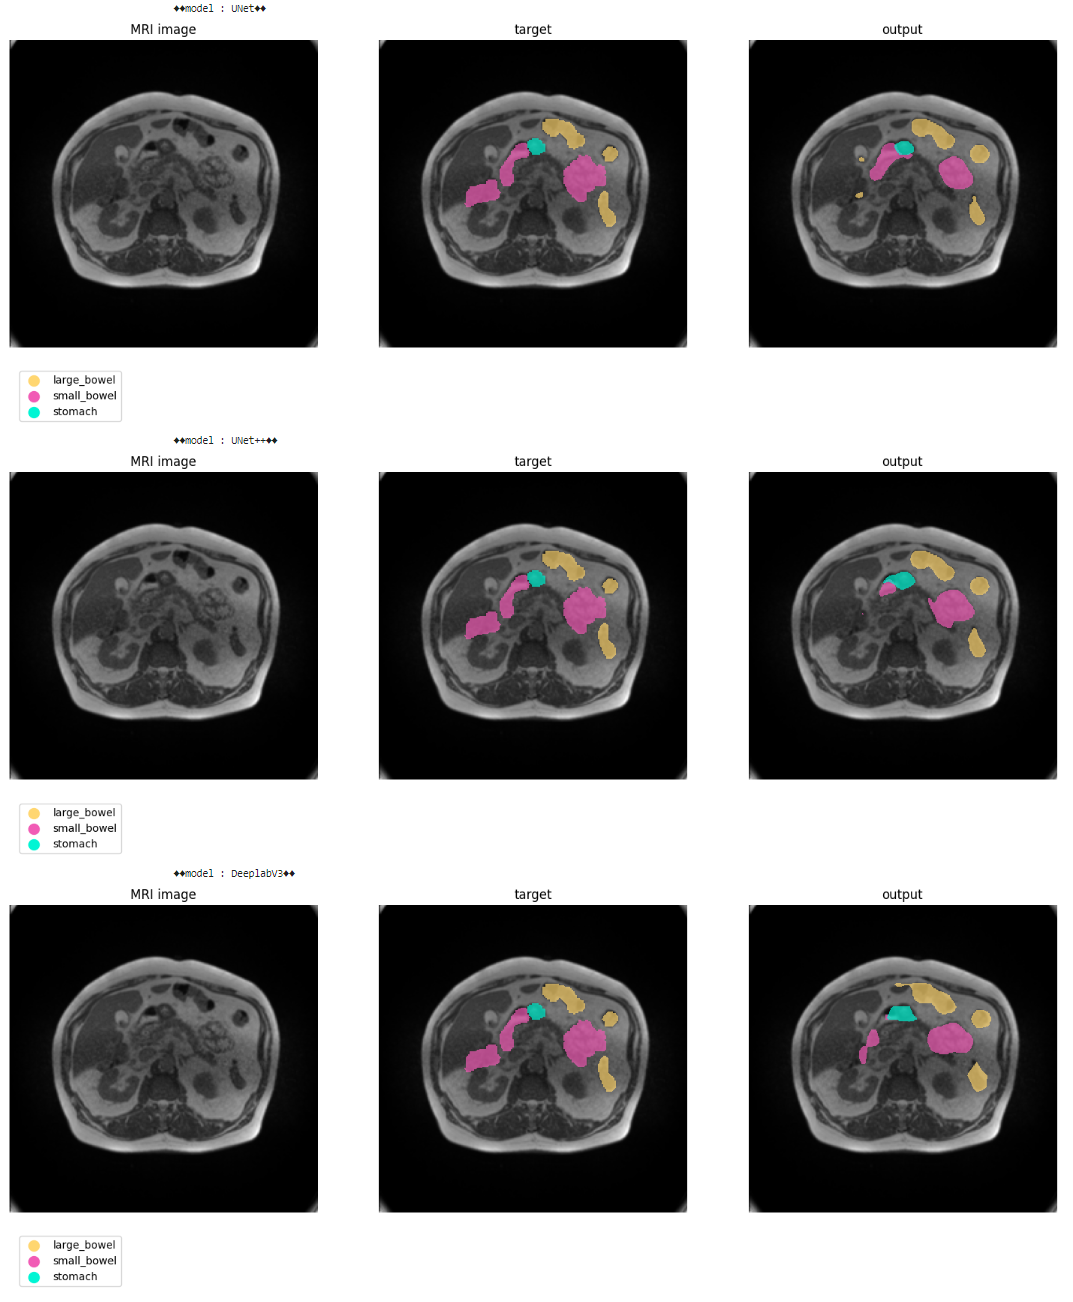 ♦♦model : UNet♦♦
MRI image target output
large_bowel
small_bowel
stomach
♦♦model : UNet++♦♦
MRI image target output
large_bowel
small_bowel
stomach
♦♦model : DeeplabV3♦♦
MRI image target output
large_bowel
small_bowel
stomach